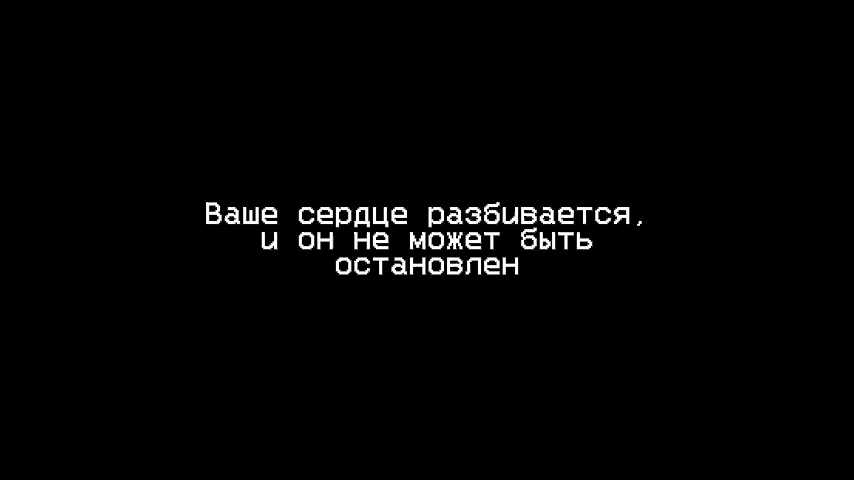 Ваше сердце разбивается,
и он не может быть
остановлен